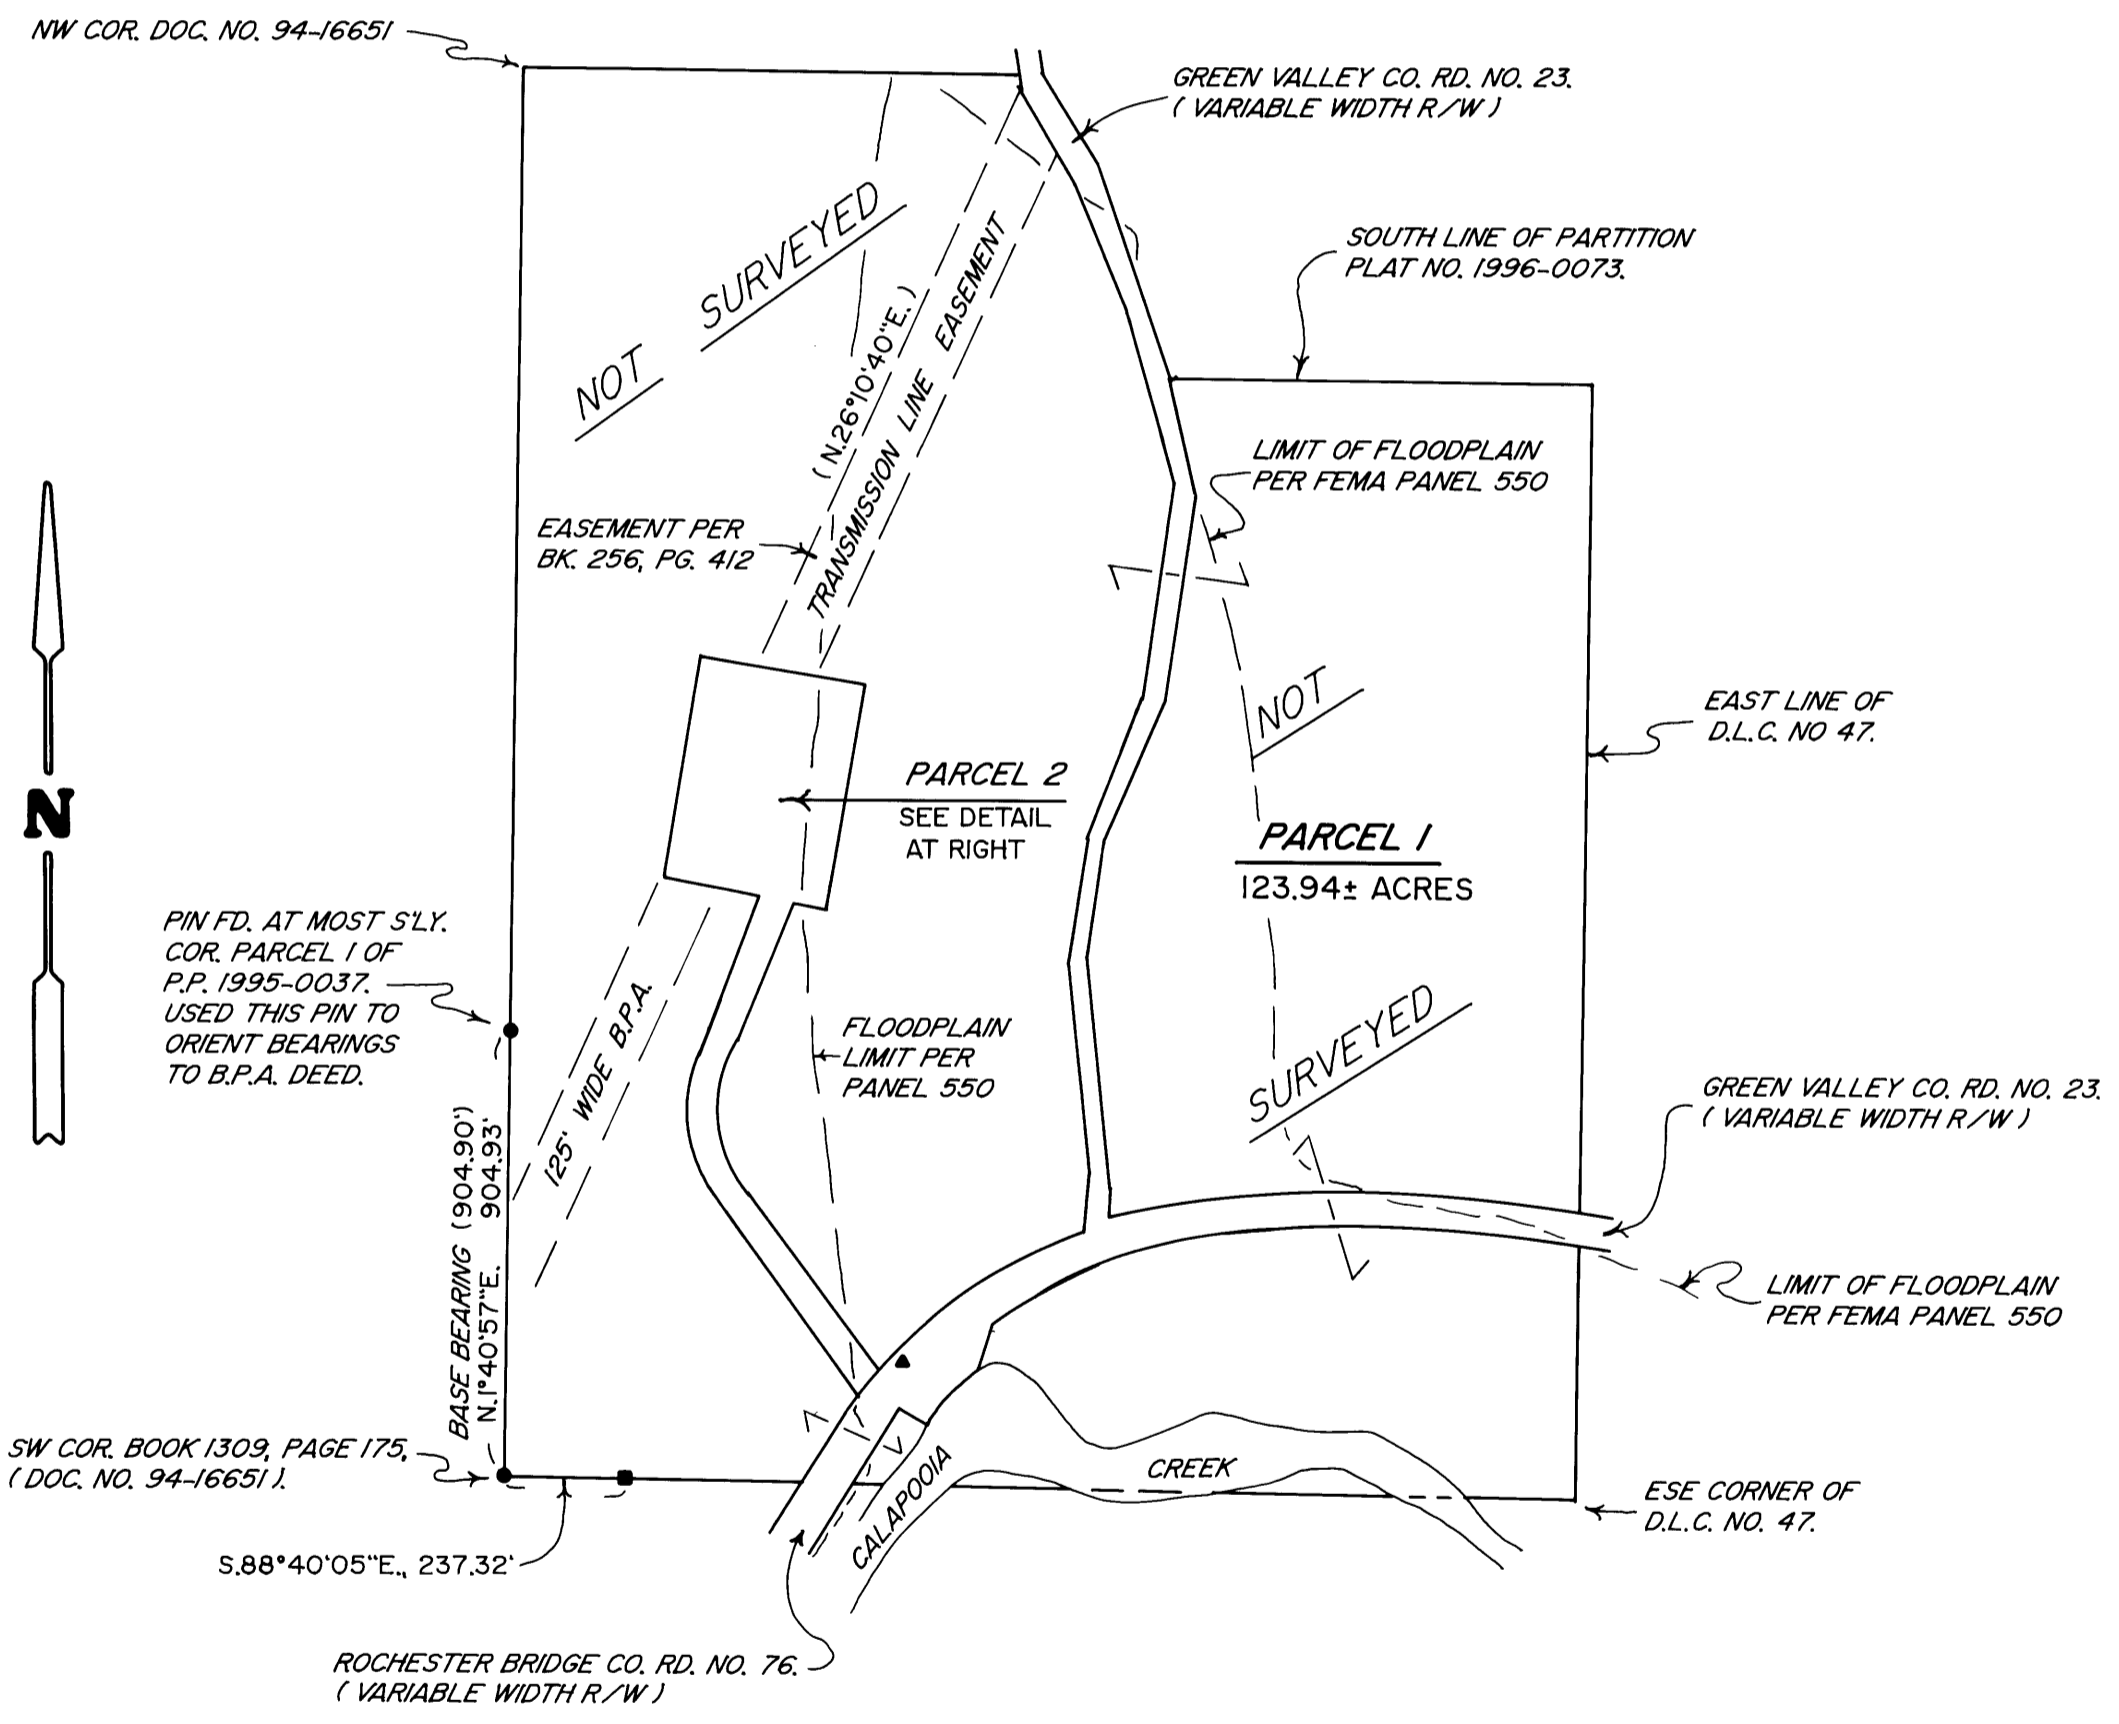 NW COR. DOC. NO. 94-16651
GREEN VALLEY CO. RD. NO. 23.
( VARIABLE WIDTH R/W )
SOUTH LINE OF PARTITION
PLAT NO. 1996-0073.
NOT SURVEYED
(N.26°10'40"E.)
TRANSMISSION LINE EASEMENT
LIMIT OF FLOODPLAIN
PER FEMA PANEL 550
EASEMENT PER
BK. 256, PG. 412
EAST LINE OF
D.L.C. NO 47.
N
PARCEL 2
SEE DETAIL
AT RIGHT
NOT
PARCEL 1
123.94± ACRES
SURVEYED
PIN FD. AT MOST S'LY.
COR. PARCEL 1 OF
P.P. 1995-0037.
USED THIS PIN TO
ORIENT BEARINGS
TO B.P.A. DEED.
125' WIDE B.P.A.
FLOODPLAIN
LIMIT PER
PANEL 550
GREEN VALLEY CO. RD. NO. 23.
( VARIABLE WIDTH R/W )
BASE BEARING (904.90')
N.1°40'57"E. 904.93'
LIMIT OF FLOODPLAIN
PER FEMA PANEL 550
SW COR. BOOK 1309, PAGE 175,
( DOC. NO. 94-16651 ).
CALAPOOIA
CREEK
ESE CORNER OF
D.L.C. NO. 47.
S.88°40'05"E., 237.32'
ROCHESTER BRIDGE CO. RD. NO. 76.
( VARIABLE WIDTH R/W )